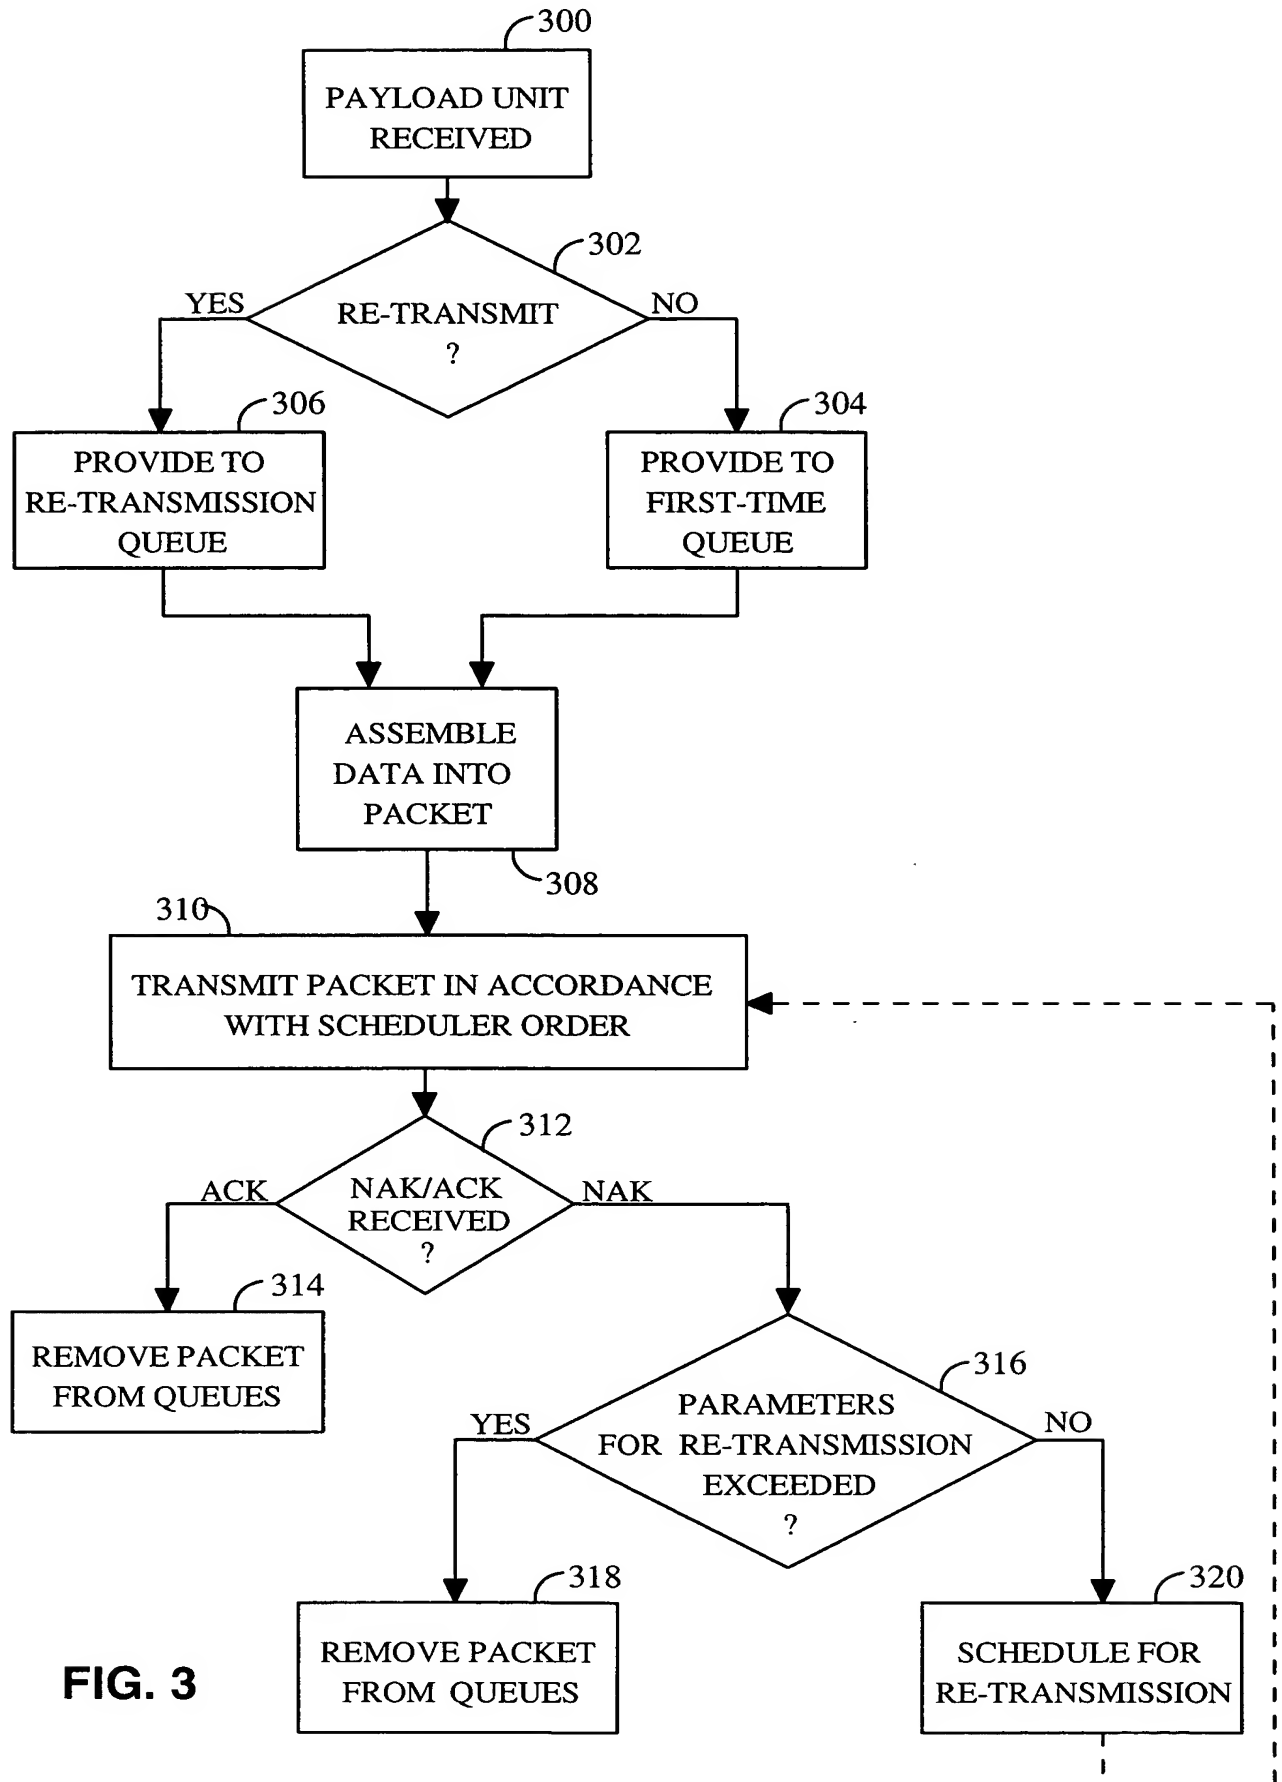 300
PAYLOAD UNIT
RECEIVED
302
YES
RE-TRANSMIT
?
NO
306
PROVIDE TO
RE-TRANSMISSION
QUEUE
304
PROVIDE TO
FIRST-TIME
QUEUE
ASSEMBLE
DATA INTO
PACKET
308
310
TRANSMIT PACKET IN ACCORDANCE
WITH SCHEDULER ORDER
312
ACK
NAK/ACK
RECEIVED
?
NAK
314
REMOVE PACKET
FROM QUEUES
316
YES
PARAMETERS
FOR RE-TRANSMISSION
EXCEEDED
?
NO
318
REMOVE PACKET
FROM QUEUES
320
SCHEDULE FOR
RE-TRANSMISSION
FIG. 3